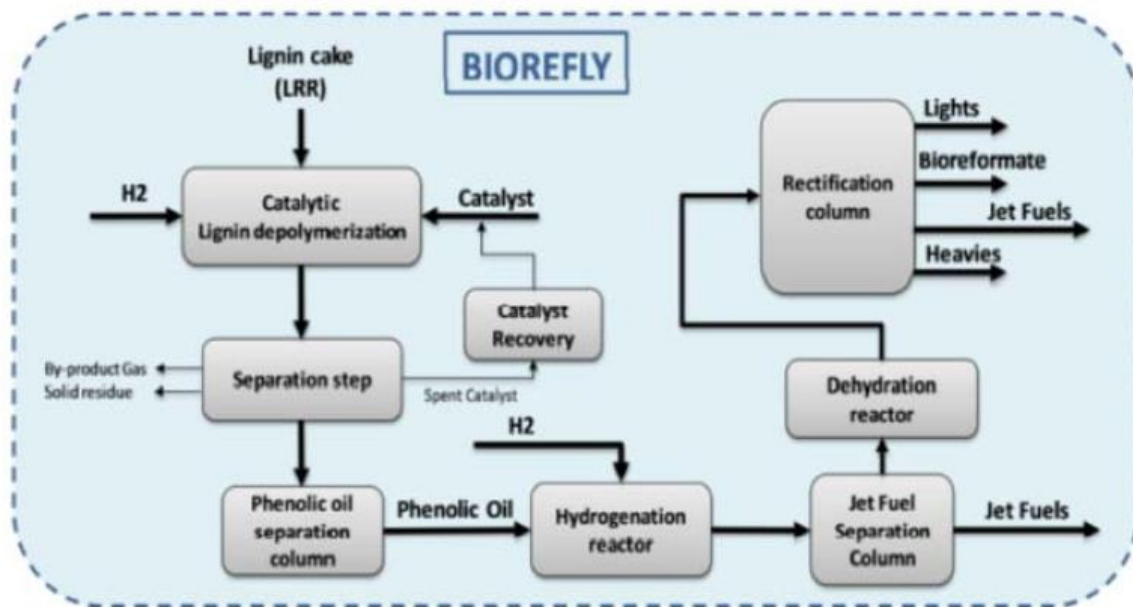 BIOREFLY
Lignin cake
(LRR)
H2
Catalytic
Lignin depolymerization
Catalyst
Catalyst
Recovery
By-product Gas
Solid residue
Separation step
Spent Catalyst
H2
Phenolic oil
separation
column
Phenolic Oil
Hydrogenation
reactor
Jet Fuel
Separation
Column
Jet Fuels
Dehydration
reactor
Rectification
column
Lights
Bioreformate
Jet Fuels
Heavies